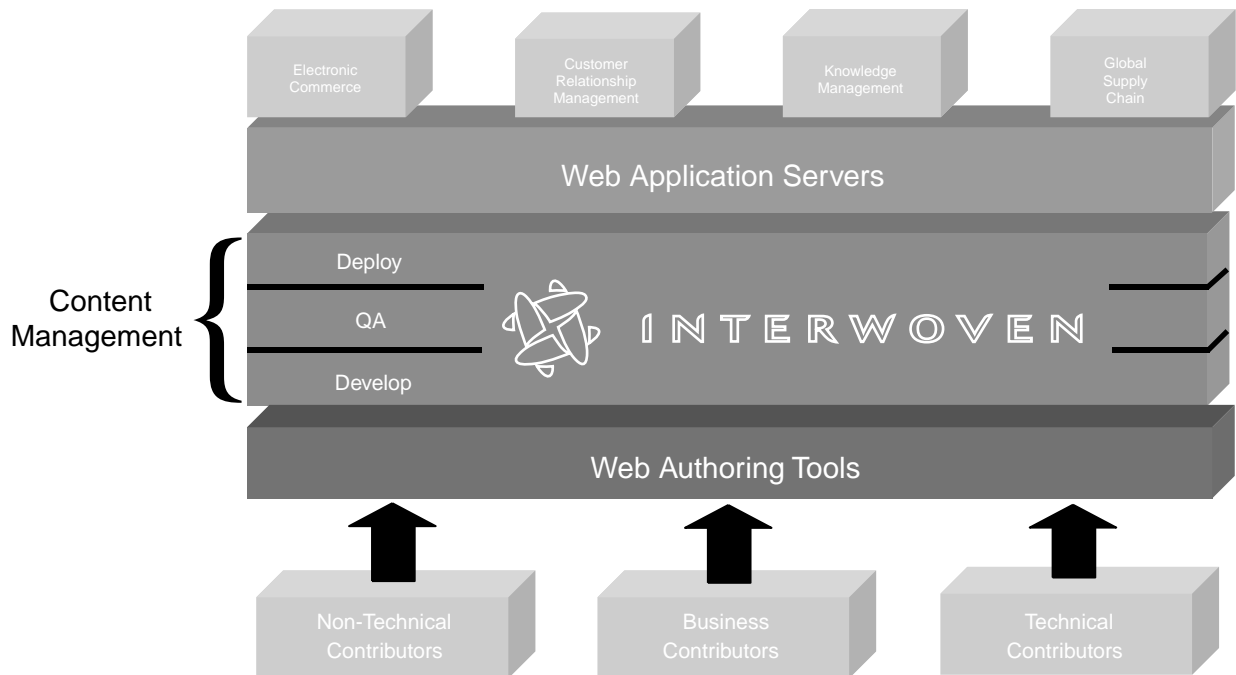 Electronic
Commerce
Customer
Relationship
Management
Knowledge
Management
Global
Supply
Chain
Web Application Servers
Content
Management
Deploy
QA
Develop
INTERWOVEN
Web Authoring Tools
Non-Technical
Contributors
Business
Contributors
Technical
Contributors